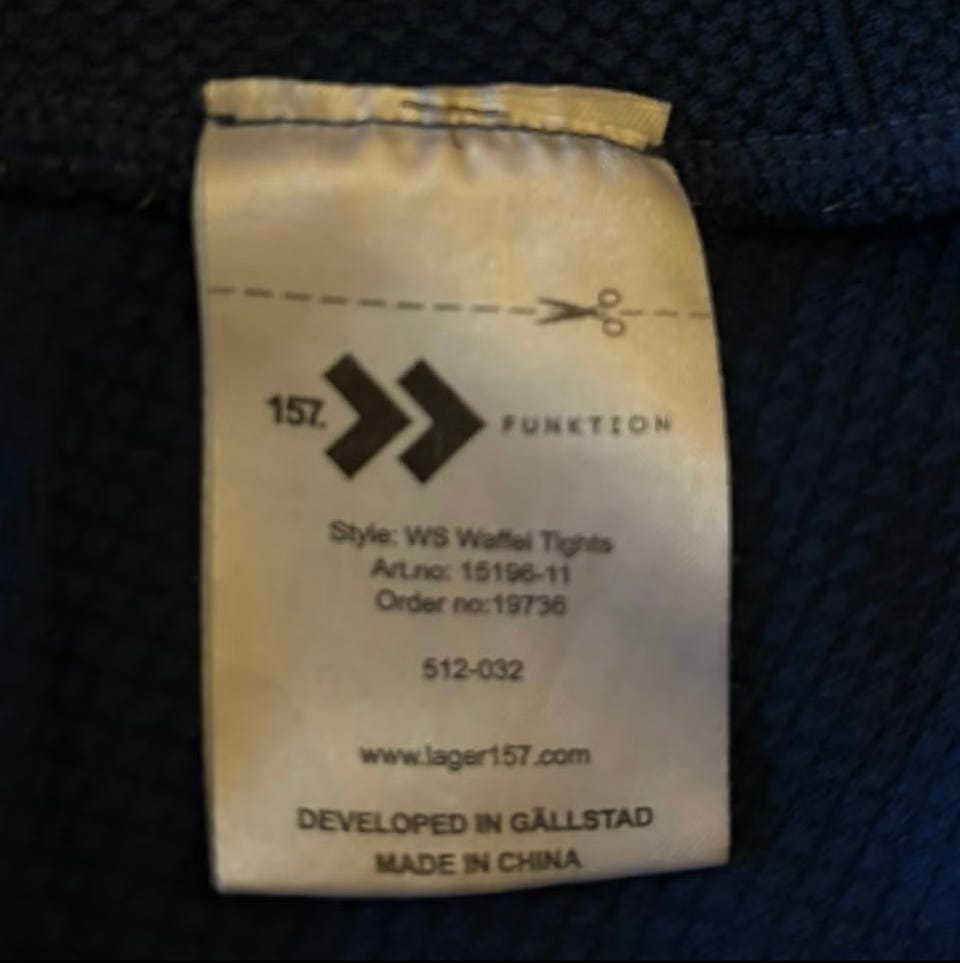 157. FUNKTION
Style: WS Waffel Tights
Art.no: 15196-11
Order no:19736
512-032
www.lager157.com
DEVELOPED IN GÄLLSTAD
MADE IN CHINA